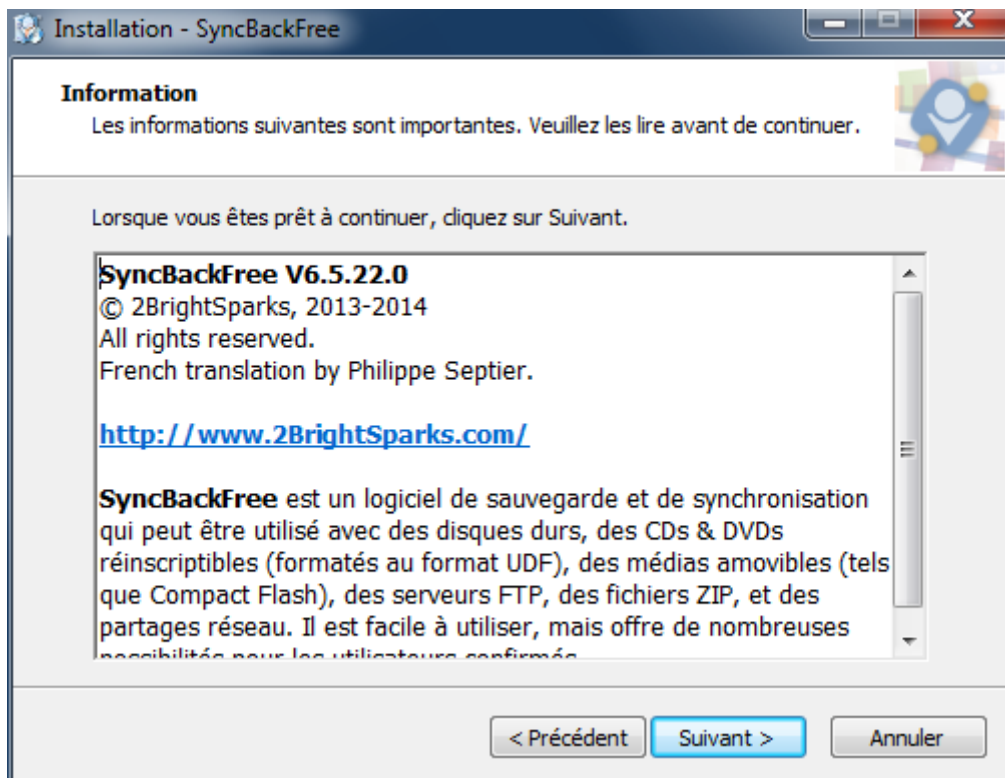 Installation - SyncBackFree
Information
Les informations suivantes sont importantes. Veuillez les lire avant de continuer.
Lorsque vous êtes prêt à continuer, cliquez sur Suivant.
SyncBackFree V6.5.22.0
© 2BrightSparks, 2013-2014
All rights reserved.
French translation by Philippe Septier.
http://www.2BrightSparks.com/
SyncBackFree est un logiciel de sauvegarde et de synchronisation
qui peut être utilisé avec des disques durs, des CDs & DVDs
réinscriptibles (formatés au format UDF), des médias amovibles (tels
que Compact Flash), des serveurs FTP, des fichiers ZIP, et des
partages réseau. Il est facile à utiliser, mais offre de nombreuses
possibilités pour les utilisateurs confirmés.
< Précédent
Suivant >
Annuler